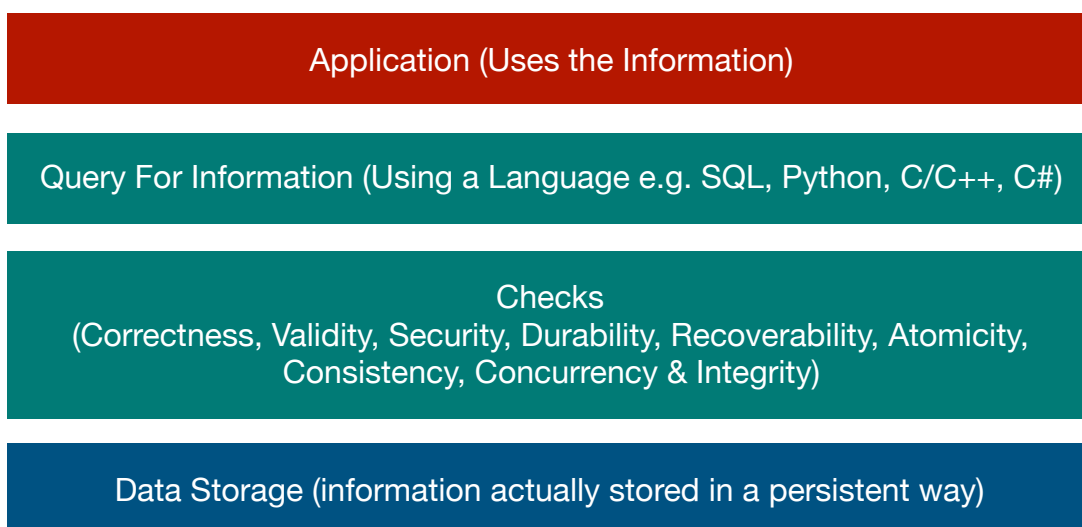 Application (Uses the Information)
Query For Information (Using a Language e.g. SQL, Python, C/C++, C#)
Checks
(Correctness, Validity, Security, Durability, Recoverability, Atomicity,
Consistency, Concurrency & Integrity)
Data Storage (information actually stored in a persistent way)